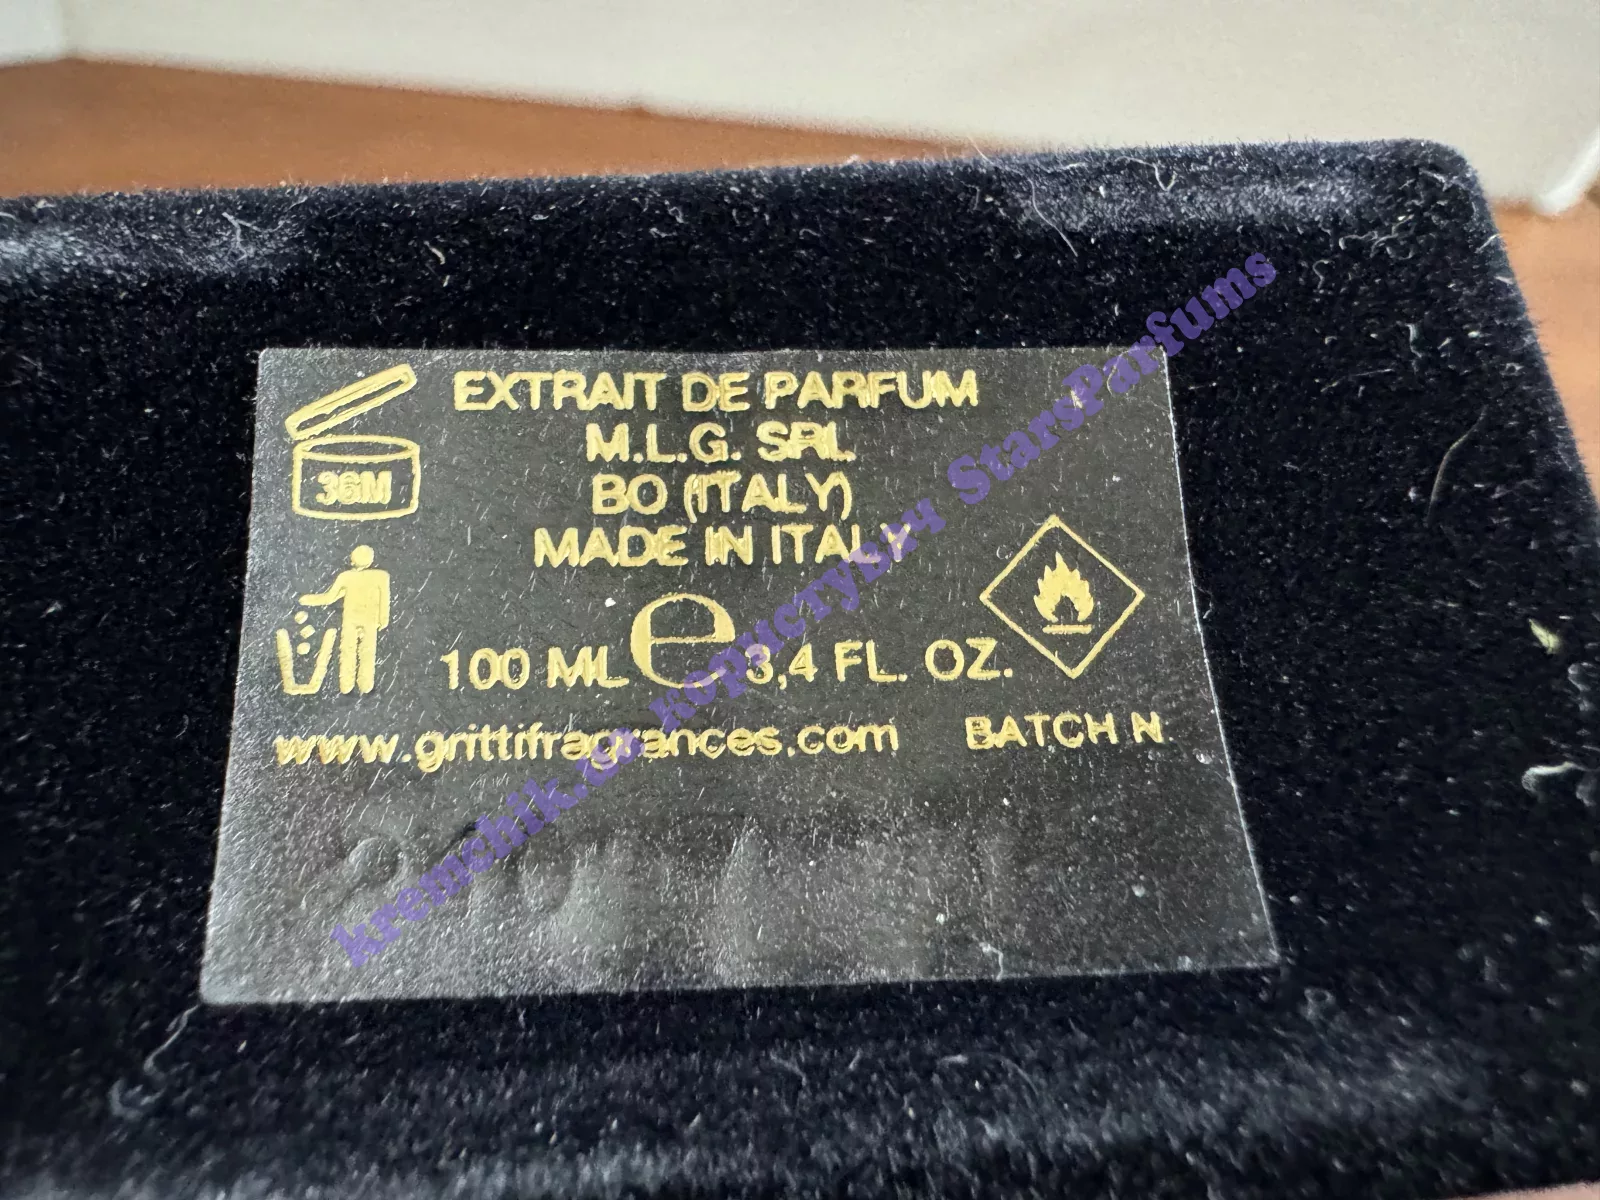 EXTRAIT DE PARFUM
M.L.G. SRL
BO (ITALY)
MADE IN ITALY
36M
100 ML e 3,4 FL. OZ.
www.grittifragrances.com
BATCH N.
kremchik.ua користувач StarsParfums